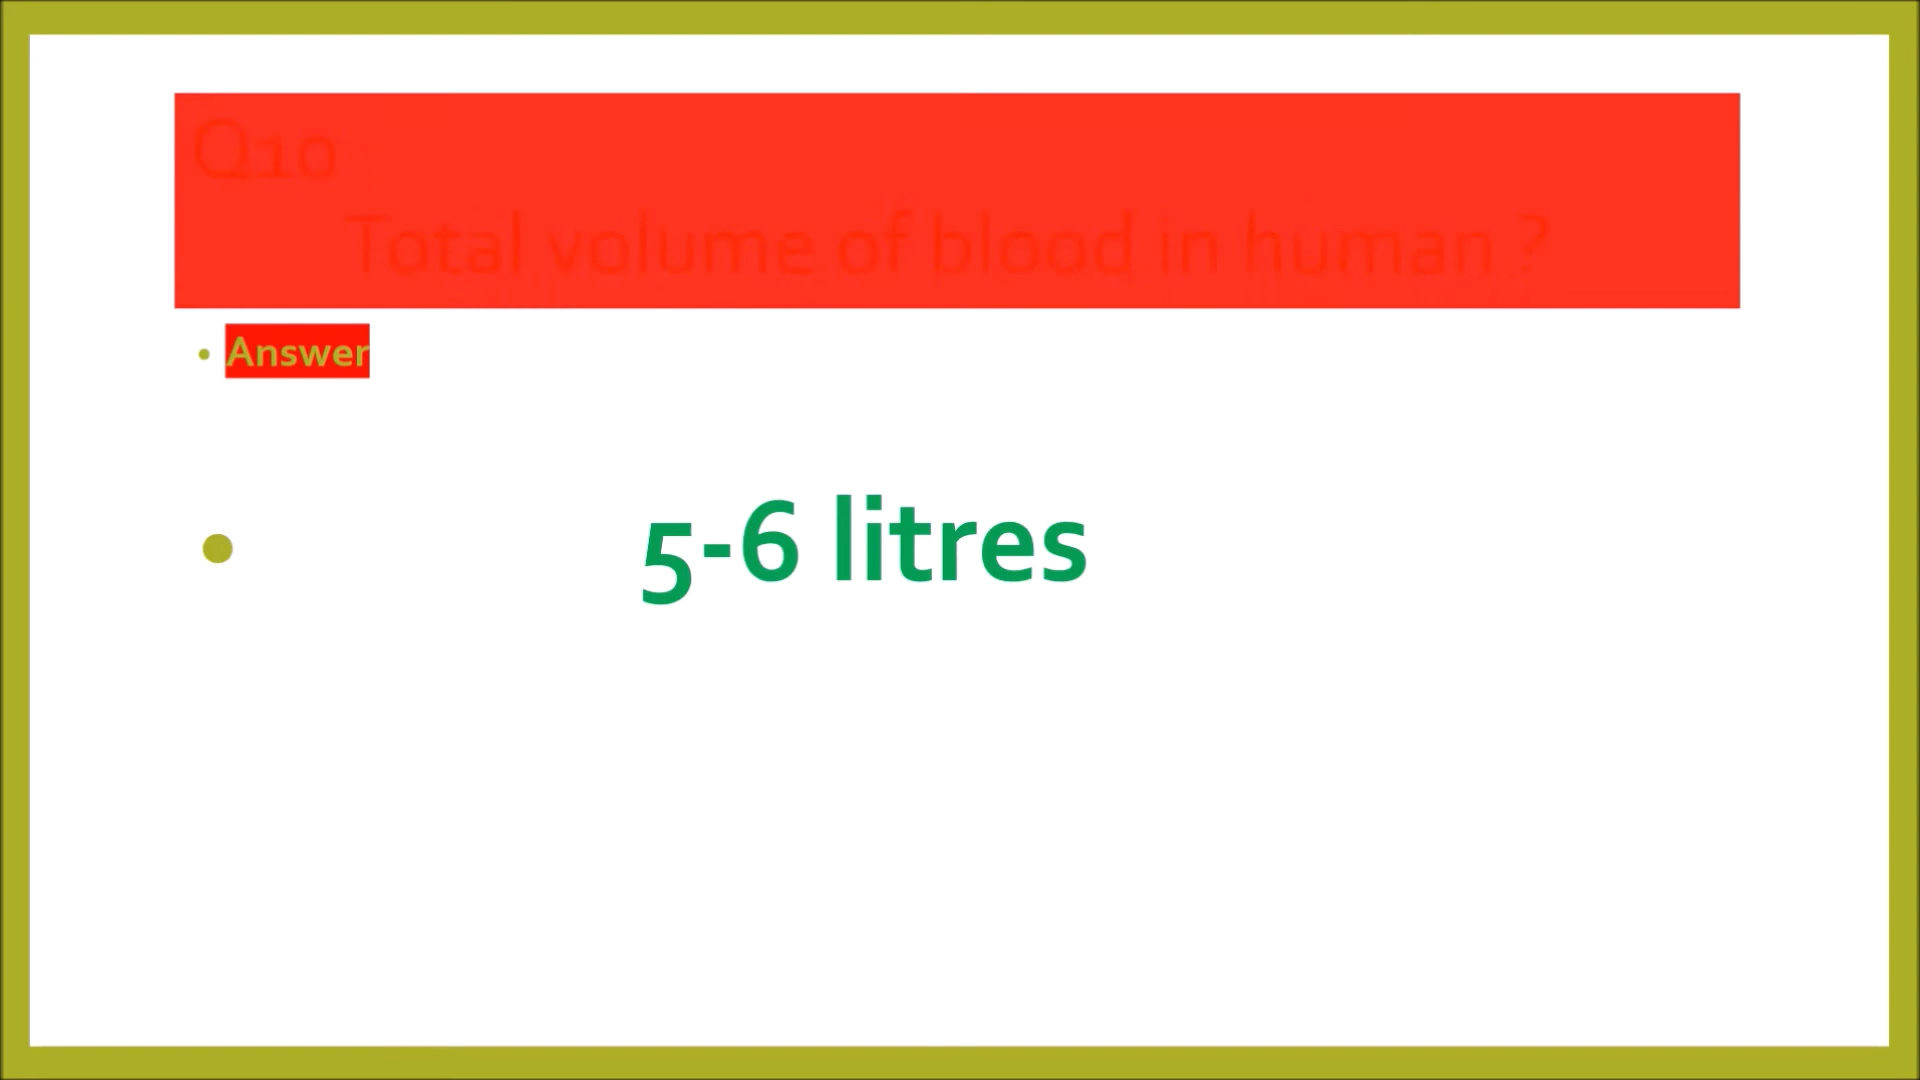 Q10
Total volume of blood in human ?
• Answer
• 5-6 litres